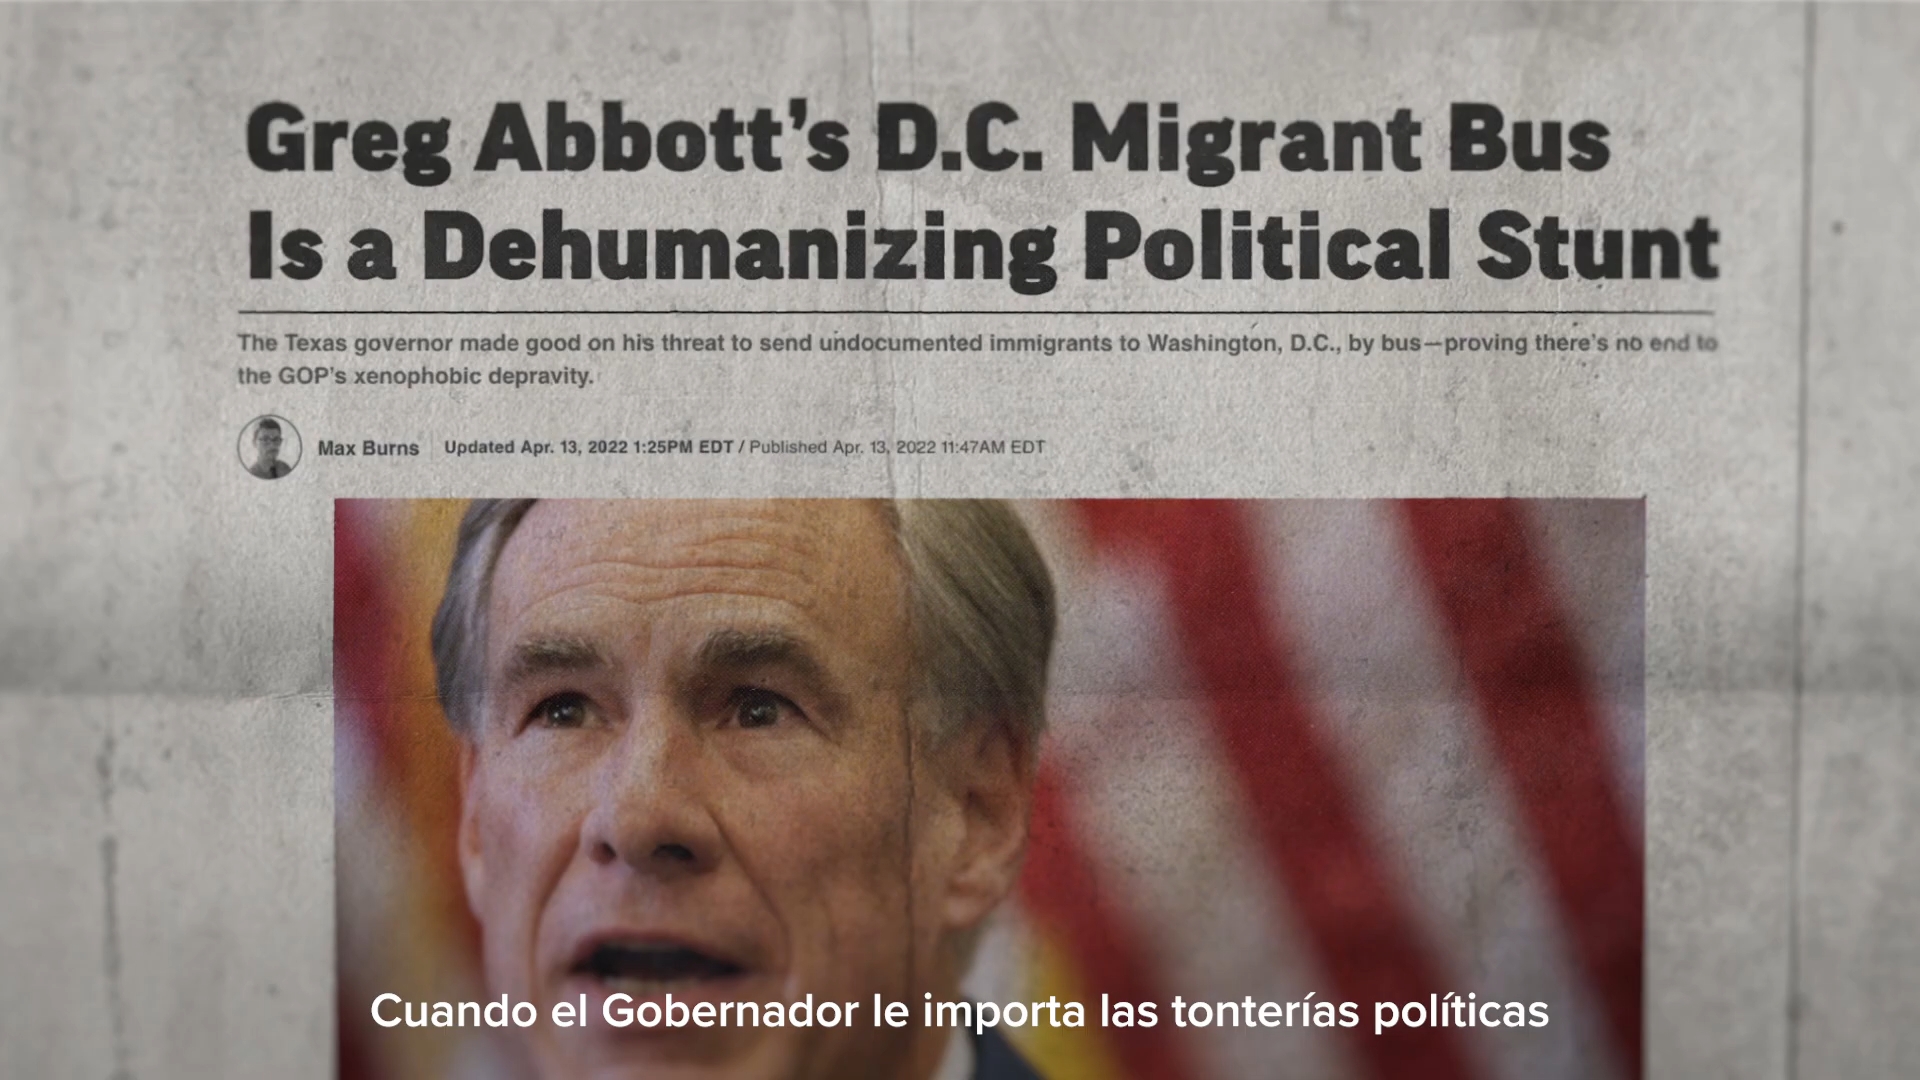 Greg Abbott’s D.C. Migrant Bus
Is a Dehumanizing Political Stunt
The Texas governor made good on his threat to send undocumented immigrants to Washington, D.C., by bus—proving there’s no end to
the GOP’s xenophobic depravity.
Max Burns Updated Apr. 13, 2022 1:25PM EDT / Published Apr. 13, 2022 11:47AM EDT
Cuando el Gobernador le importa las tonterías políticas